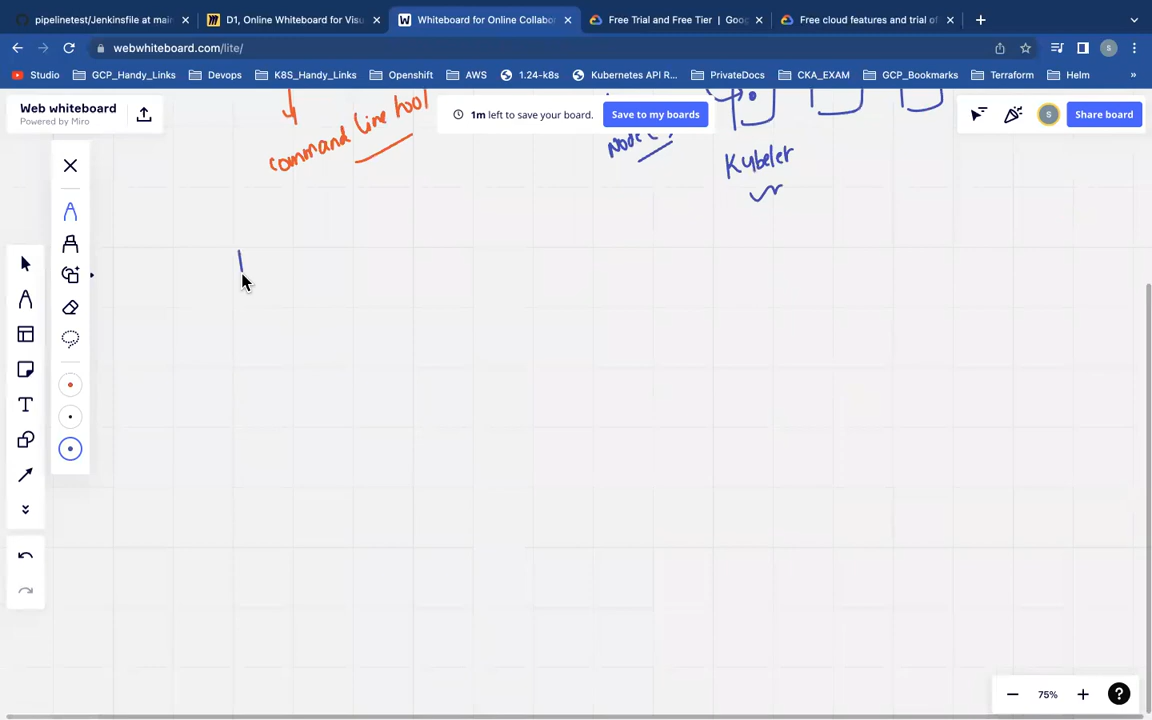 pipelinetest/Jenkinsfile at mai
D1, Online Whiteboard for Visu
Whiteboard for Online Collabo
Free Trial and Free Tier | Goo
Free cloud features and trial of
webwhiteboard.com/lite/
S
Studio
GCP_Handy_Links
Devops
K8S_Handy_Links
Openshift
AWS
1.24-k8s
Kubernetes API R...
PrivateDocs
CKA_EXAM
GCP_Bookmarks
Terraform
Helm
»
Web whiteboard
Powered by Miro
1m left to save your board.
Save to my boards
S
Share board
command line tool
Node
Kubeler
T
75%
?